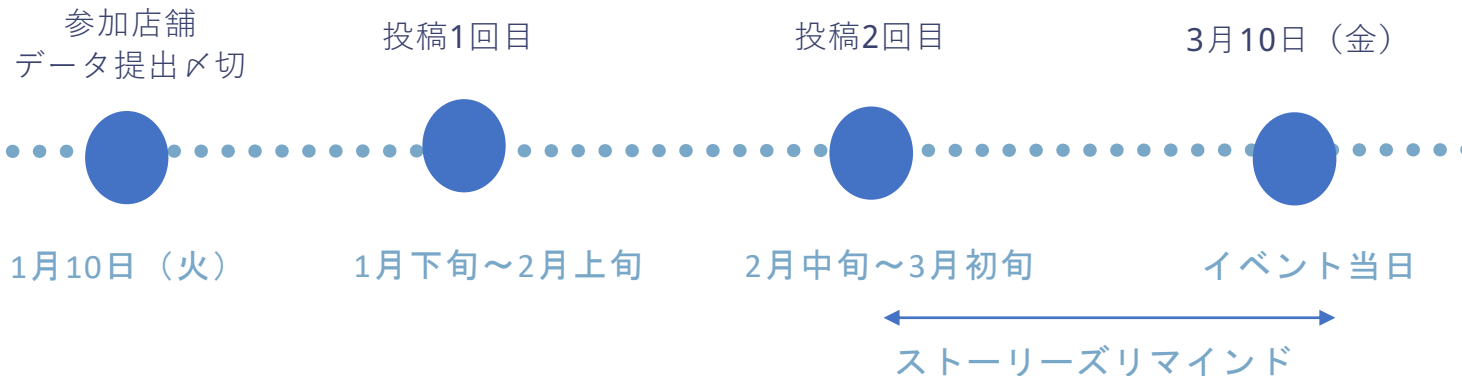 参加店舗
データ提出〆切
投稿1回目
投稿2回目
3月10日（金）
1月10日（火）
1月下旬～2月上旬
2月中旬～3月初旬
イベント当日
ストーリーズリマインド